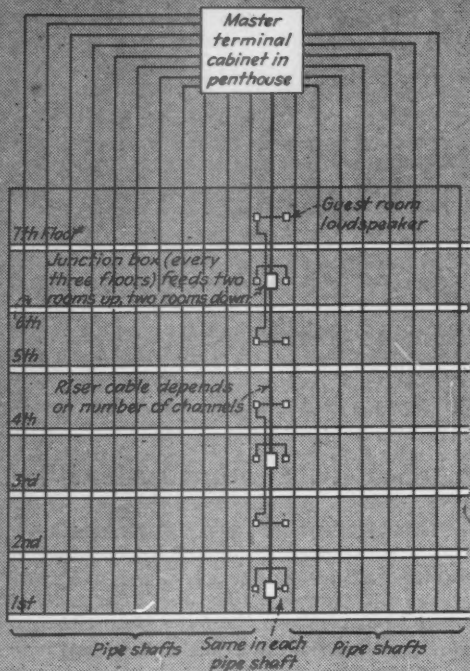 Master
terminal
cabinet in
penthouse
Guest room
loudspeaker
7th Floor
Junction box (every
three floors) feeds two
rooms up, two rooms down
6th
5th
Riser cable depends
on number of channels
4th
3rd
2nd
1st
Pipe shafts
Same in each
pipe shaft
Pipe shafts